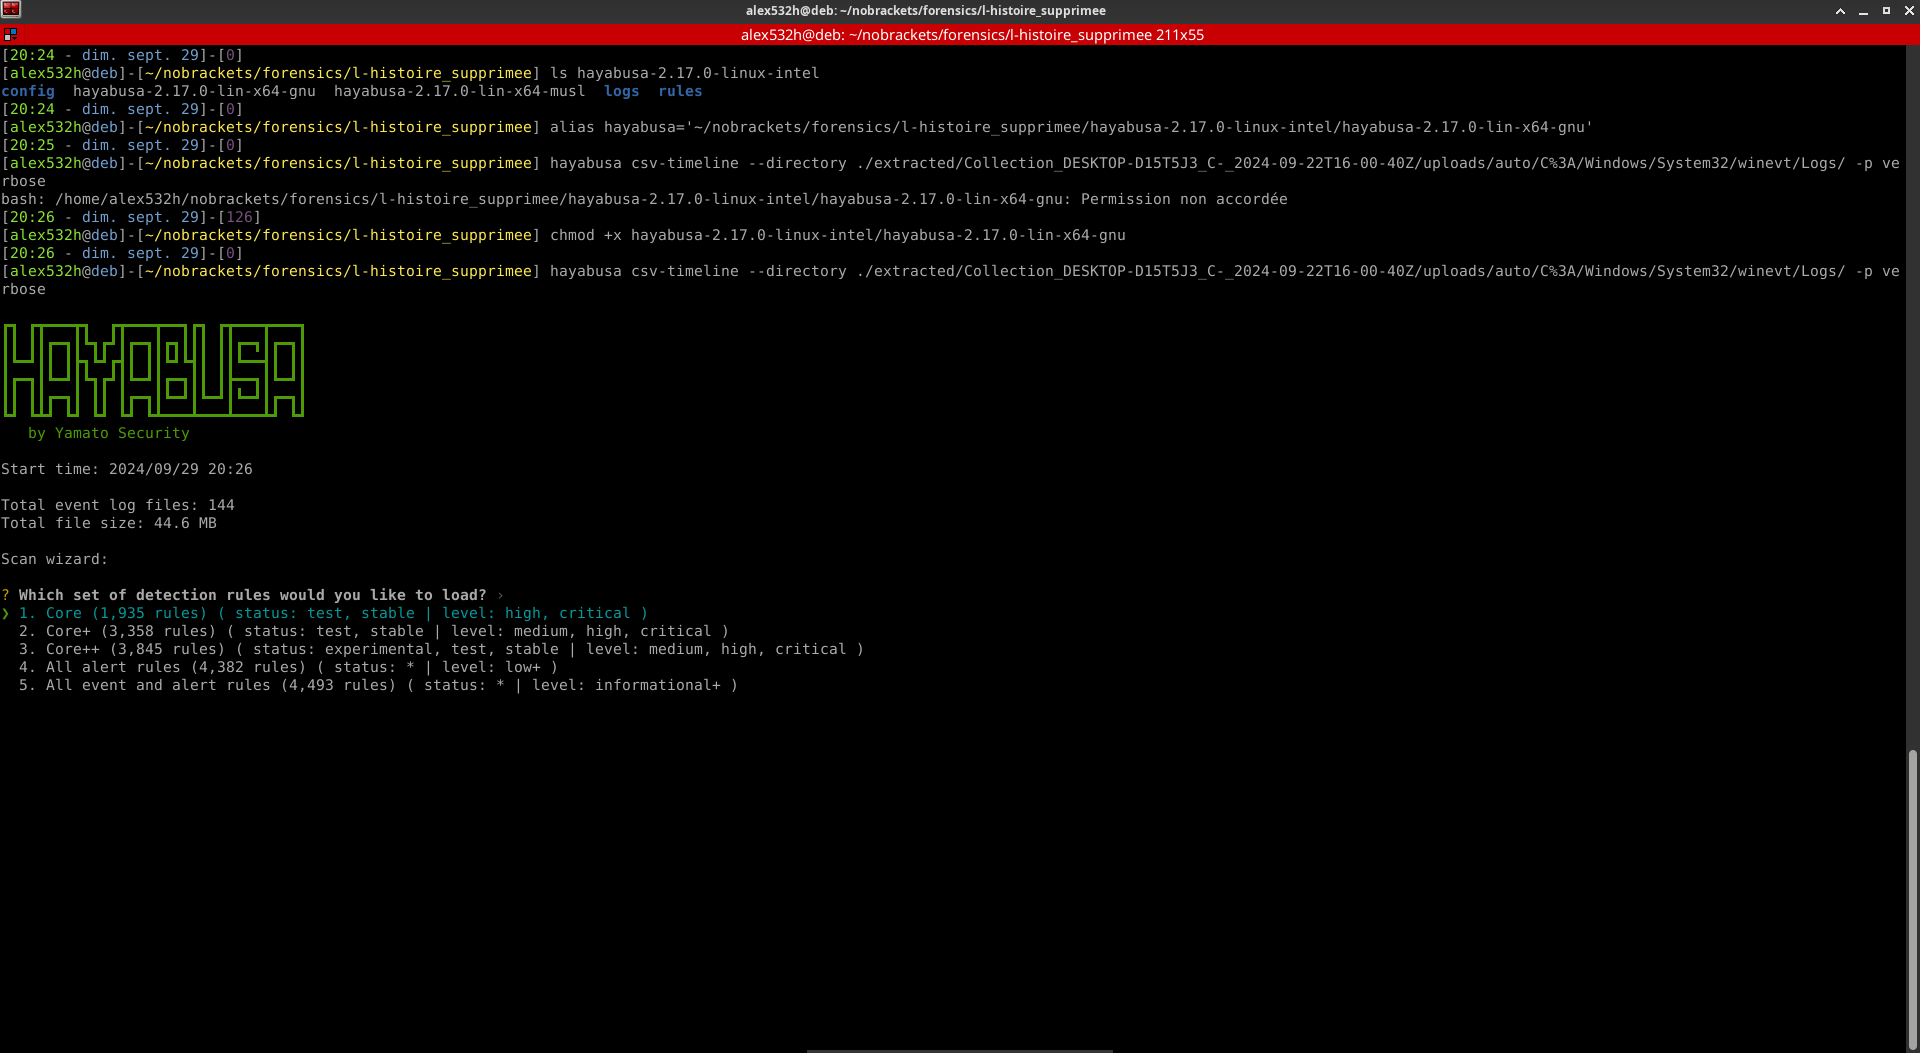 alex532h@deb: ~/nobrackets/forensics/l-histoire_supprimee
alex532h@deb: ~/nobrackets/forensics/l-histoire_supprimee 211x55
[20:24 - dim. sept. 29]-[0]
[alex532h@deb]-[~/nobrackets/forensics/l-histoire_supprimee] ls hayabusa-2.17.0-linux-intel
config  hayabusa-2.17.0-lin-x64-gnu  hayabusa-2.17.0-lin-x64-musl  logs  rules
[20:24 - dim. sept. 29]-[0]
[alex532h@deb]-[~/nobrackets/forensics/l-histoire_supprimee] alias hayabusa='~/nobrackets/forensics/l-histoire_supprimee/hayabusa-2.17.0-linux-intel/hayabusa-2.17.0-lin-x64-gnu'
[20:25 - dim. sept. 29]-[0]
[alex532h@deb]-[~/nobrackets/forensics/l-histoire_supprimee] hayabusa csv-timeline --directory ./extracted/Collection_DESKTOP-D15T5J3_C-_2024-09-22T16-00-40Z/uploads/auto/C%3A/Windows/System32/winevt/Logs/ -p ve
rbose
bash: /home/alex532h/nobrackets/forensics/l-histoire_supprimee/hayabusa-2.17.0-linux-intel/hayabusa-2.17.0-lin-x64-gnu: Permission non accordée
[20:26 - dim. sept. 29]-[126]
[alex532h@deb]-[~/nobrackets/forensics/l-histoire_supprimee] chmod +x hayabusa-2.17.0-linux-intel/hayabusa-2.17.0-lin-x64-gnu
[20:26 - dim. sept. 29]-[0]
[alex532h@deb]-[~/nobrackets/forensics/l-histoire_supprimee] hayabusa csv-timeline --directory ./extracted/Collection_DESKTOP-D15T5J3_C-_2024-09-22T16-00-40Z/uploads/auto/C%3A/Windows/System32/winevt/Logs/ -p ve
rbose
HAYABUSA
by Yamato Security
Start time: 2024/09/29 20:26
Total event log files: 144
Total file size: 44.6 MB
Scan wizard:
? Which set of detection rules would you like to load? ›
❯ 1. Core (1,935 rules) ( status: test, stable | level: high, critical )
2. Core+ (3,358 rules) ( status: test, stable | level: medium, high, critical )
3. Core++ (3,845 rules) ( status: experimental, test, stable | level: medium, high, critical )
4. All alert rules (4,382 rules) ( status: * | level: low+ )
5. All event and alert rules (4,493 rules) ( status: * | level: informational+ )